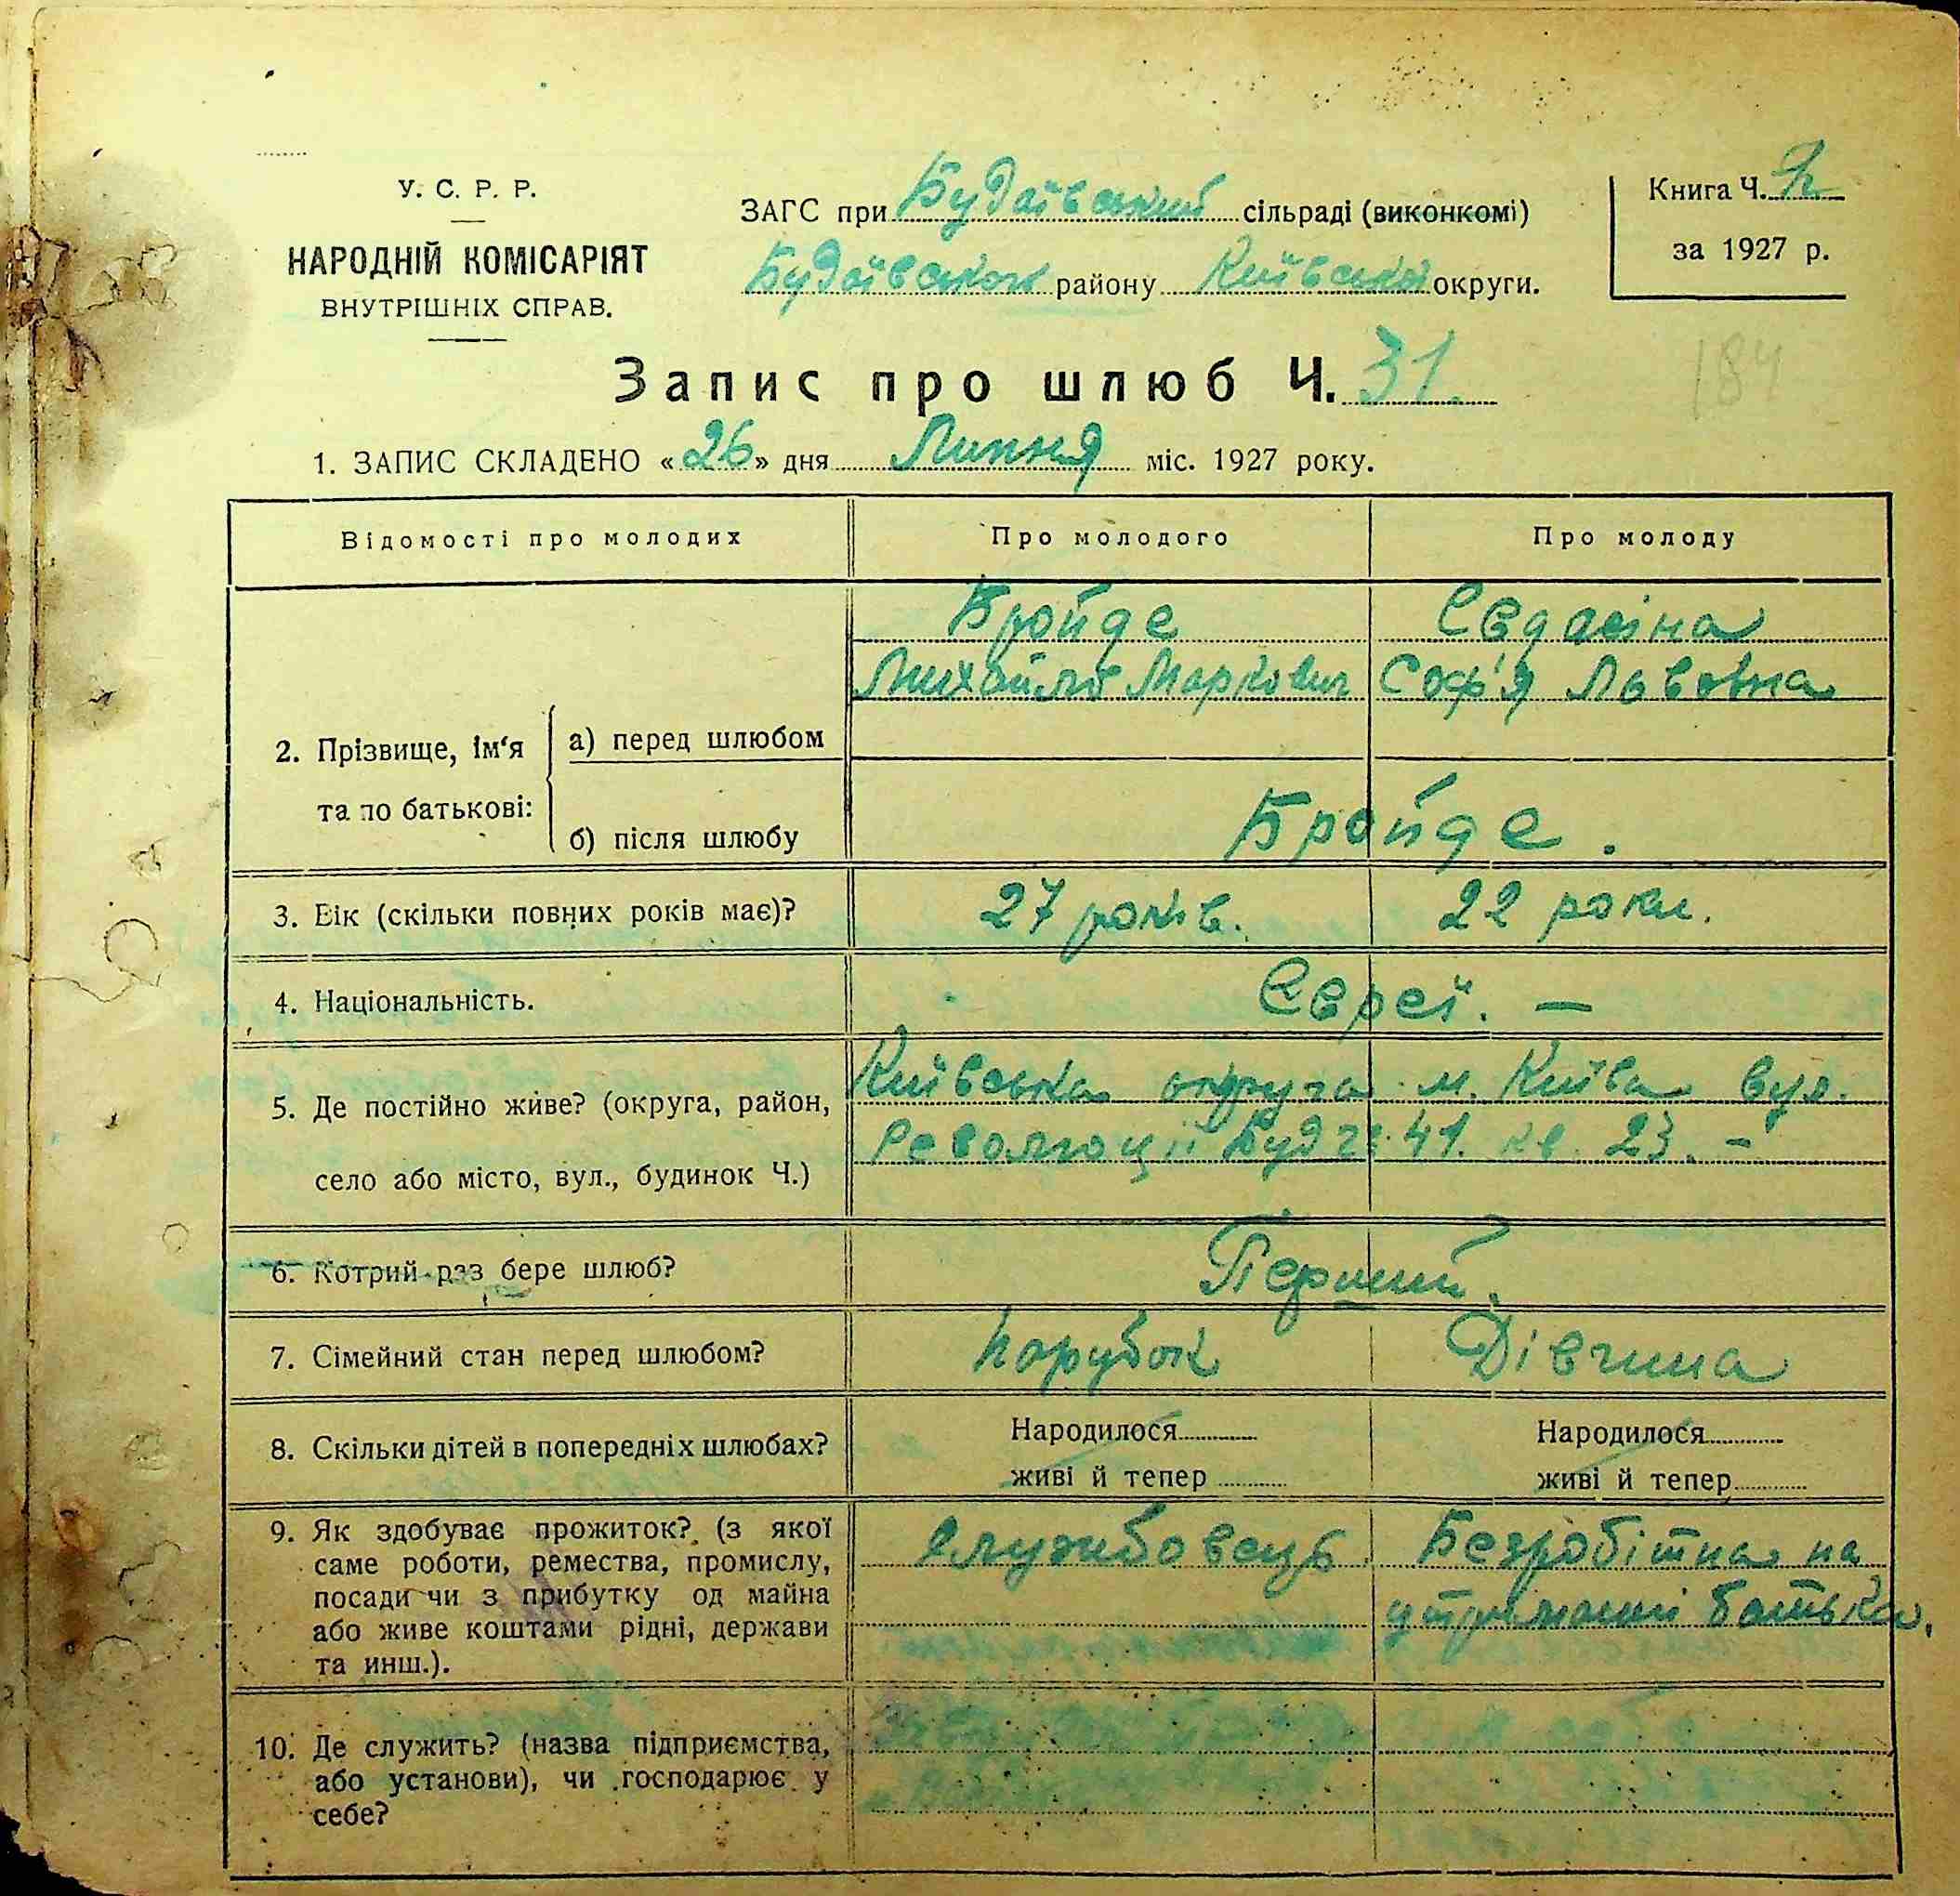 У. С. Р. Р.
НАРОДНІЙ КОМІСАРІЯТ
ВНУТРІШНІХ СПРАВ.
ЗАГС при Будаївській сільраді (виконкомі)
Будаївського району Київської округи.
Книга Ч.
за 1927 р.
184
Запис про шлюб Ч. 31.
1. ЗАПИС СКЛАДЕНО «26» дня Липня міс. 1927 року.
Відомості про молодих Про молодого Про молоду
Бройде
Михайло Маркович Соф'я Львовна
2. Прізвище, ім'я та по батькові:
а) перед шлюбом
б) після шлюбу Бройде.
3. Вік (скільки повних років має)? 27 років. 22 роки.
4. Національність. Єврей. —
5. Де постійно живе? (округа, район,
село або місто, вул., будинок Ч.)
Київська округа м. Київа вул.
Революції буд 41. кв. 23. –
6. Котрий раз бере шлюб? Перший.
7. Сімейний стан перед шлюбом? Парубок Дівчина
8. Скільки дітей в попередніх шлюбах?
Народилося Народилося
живі й тепер живі й тепер
9. Як здобуває прожиток? (з якої
саме роботи, ремества, промислу,
посади чи з прибутку од майна
або живе коштами рідні, держави
та инш.).
Службовець Безробітна на
утриманні батька.
10. Де служить? (назва підприємства,
або установи), чи господарює у
себе?